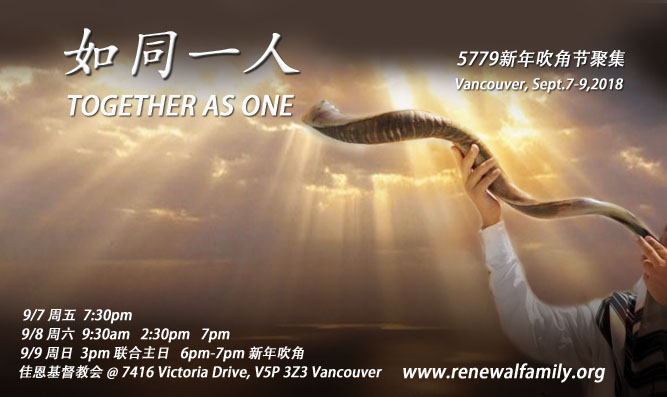 如同一人
TOGETHER AS ONE
5779新年吹角节聚集
Vancouver, Sept.7-9,2018
9/7 周五 7:30pm
9/8 周六 9:30am 2:30pm 7pm
9/9 周日 3pm 联合主日 6pm-7pm 新年吹角
佳恩基督教会 @ 7416 Victoria Drive, V5P 3Z3 Vancouver
www.renewalfamily.org